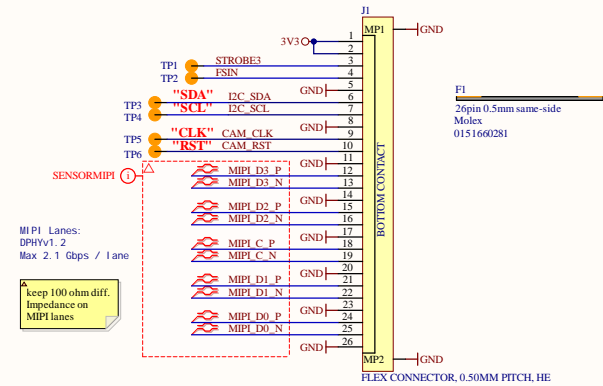 J1
MP1 GND
3V3 1
2
TP1 STROBE3 3
TP2 FSIN 4
GND 5
"SDA"
TP3 I2C_SDA 6
"SCL"
TP4 I2C_SCL 7
GND 8
"CLK"
TP5 CAM_CLK 9
"RST"
TP6 CAM_RST 10
GND 11
SENSORMIPI i
MIPI_D3_P 12
MIPI_D3_N 13
GND 14
MIPI_D2_P 15
MIPI_D2_N 16
GND 17
MIPI_C_P 18
MIPI_C_N 19
GND 20
MIPI_D1_P 21
MIPI_D1_N 22
GND 23
MIPI_D0_P 24
MIPI_D0_N 25
GND 26
MP2 GND
BOTTOM CONTACT
FLEX CONNECTOR, 0.50MM PITCH, HE
F1
26pin 0.5mm same-side
Molex
0151660281
MIPI Lanes:
DPHYv1.2
Max 2.1 Gbps / lane
keep 100 ohm diff.
Impedance on
MIPI lanes